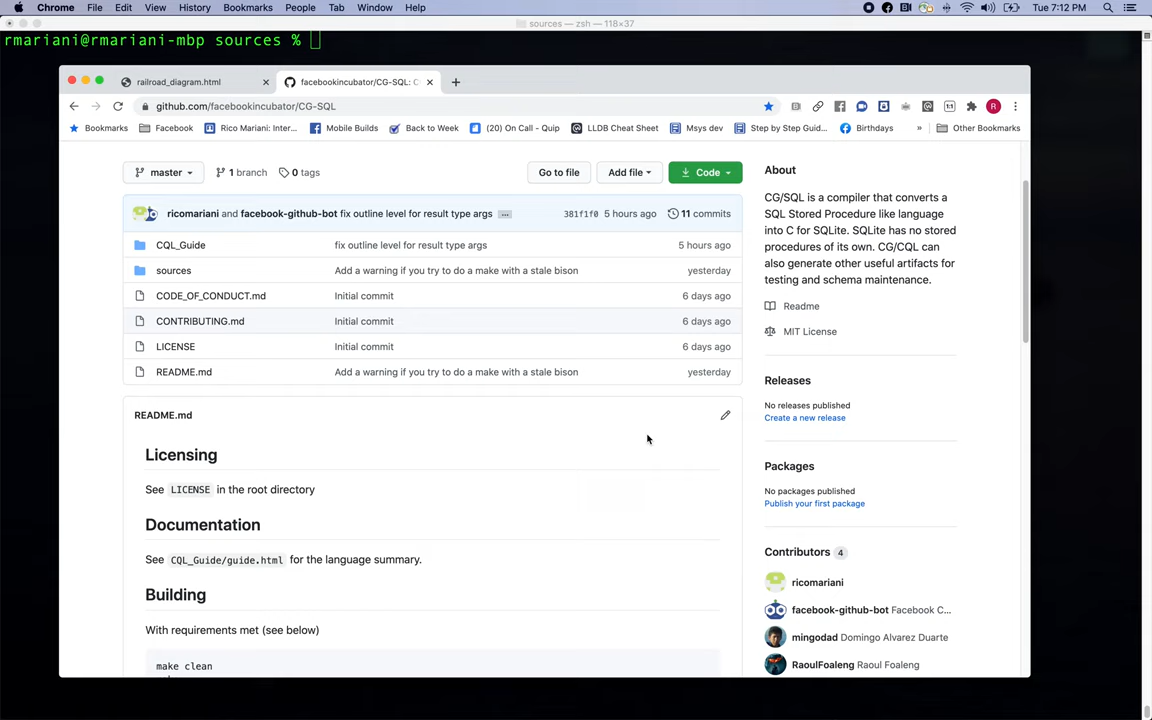 Chrome File Edit View History Bookmarks People Tab Window Help Tue 7:12 PM
sources — zsh — 118×37
rmariani@rmariani-mbp sources %
railroad_diagram.html × facebookincubator/CG-SQL: C × +
github.com/facebookincubator/CG-SQL R
Bookmarks Facebook Rico Mariani: Inter... Mobile Builds Back to Week (20) On Call - Quip LLDB Cheat Sheet Msys dev Step by Step Guid... Birthdays » Other Bookmarks
master 1 branch 0 tags Go to file Add file Code
ricomariani and facebook-github-bot fix outline level for result type args ... 381f1f0 5 hours ago 11 commits
CQL_Guide fix outline level for result type args 5 hours ago
sources Add a warning if you try to do a make with a stale bison yesterday
CODE_OF_CONDUCT.md Initial commit 6 days ago
CONTRIBUTING.md Initial commit 6 days ago
LICENSE Initial commit 6 days ago
README.md Add a warning if you try to do a make with a stale bison yesterday
README.md
Licensing
See LICENSE in the root directory
Documentation
See CQL_Guide/guide.html for the language summary.
Building
With requirements met (see below)
make clean
About
CG/SQL is a compiler that converts a
SQL Stored Procedure like language
into C for SQLite. SQLite has no stored
procedures of its own. CG/CQL can
also generate other useful artifacts for
testing and schema maintenance.
Readme
MIT License
Releases
No releases published
Create a new release
Packages
No packages published
Publish your first package
Contributors 4
ricomariani
facebook-github-bot Facebook C...
mingodad Domingo Alvarez Duarte
RaoulFoaleng Raoul Foaleng